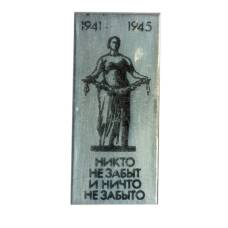 1941 - 1945
НИКТО
НЕ ЗАБЫТ
И НИЧТО
НЕ ЗАБЫТО